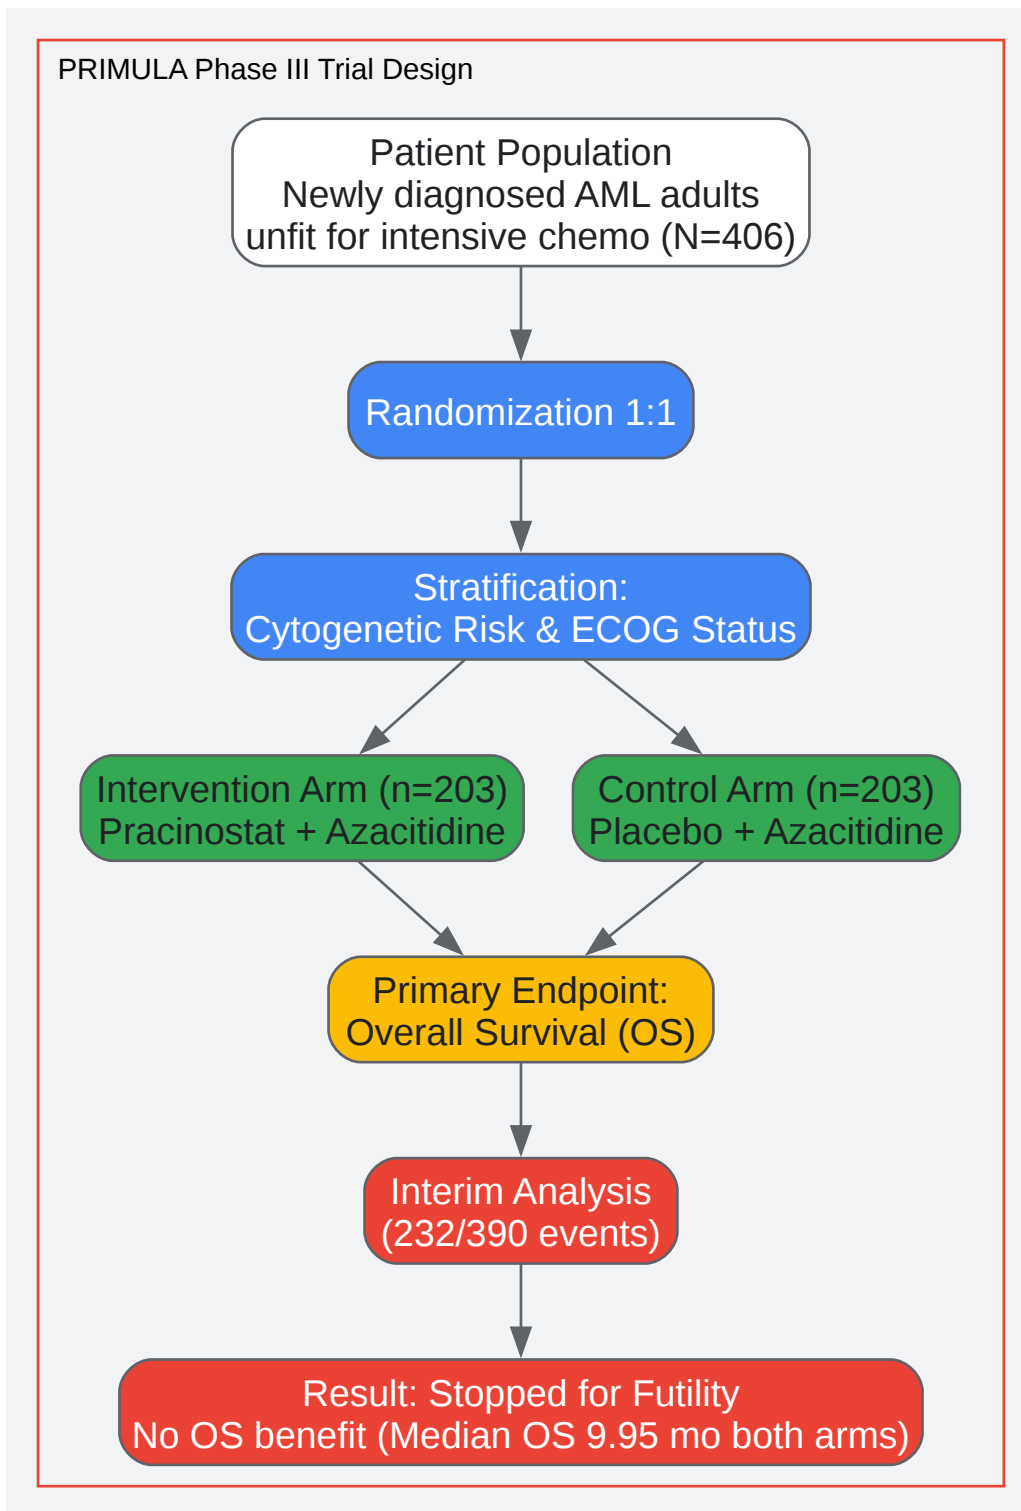 PRIMULA Phase III Trial Design
Patient Population
Newly diagnosed AML adults
unfit for intensive chemo (N=406)
Randomization 1:1
Stratification:
Cytogenetic Risk & ECOG Status
Intervention Arm (n=203)
Pracinostat + Azacitidine
Control Arm (n=203)
Placebo + Azacitidine
Primary Endpoint:
Overall Survival (OS)
Interim Analysis
(232/390 events)
Result: Stopped for Futility
No OS benefit (Median OS 9.95 mo both arms)